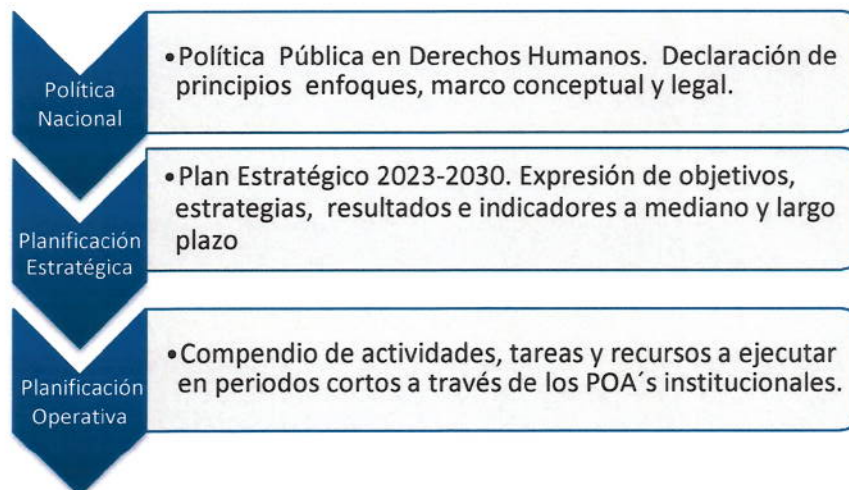 Política
Nacional
•Política Pública en Derechos Humanos. Declaración de
principios enfoques, marco conceptual y legal.
Planificación
Estratégica
•Plan Estratégico 2023-2030. Expresión de objetivos,
estrategias, resultados e indicadores a mediano y largo
plazo
Planificación
Operativa
•Compendio de actividades, tareas y recursos a ejecutar
en periodos cortos a través de los POA´s institucionales.